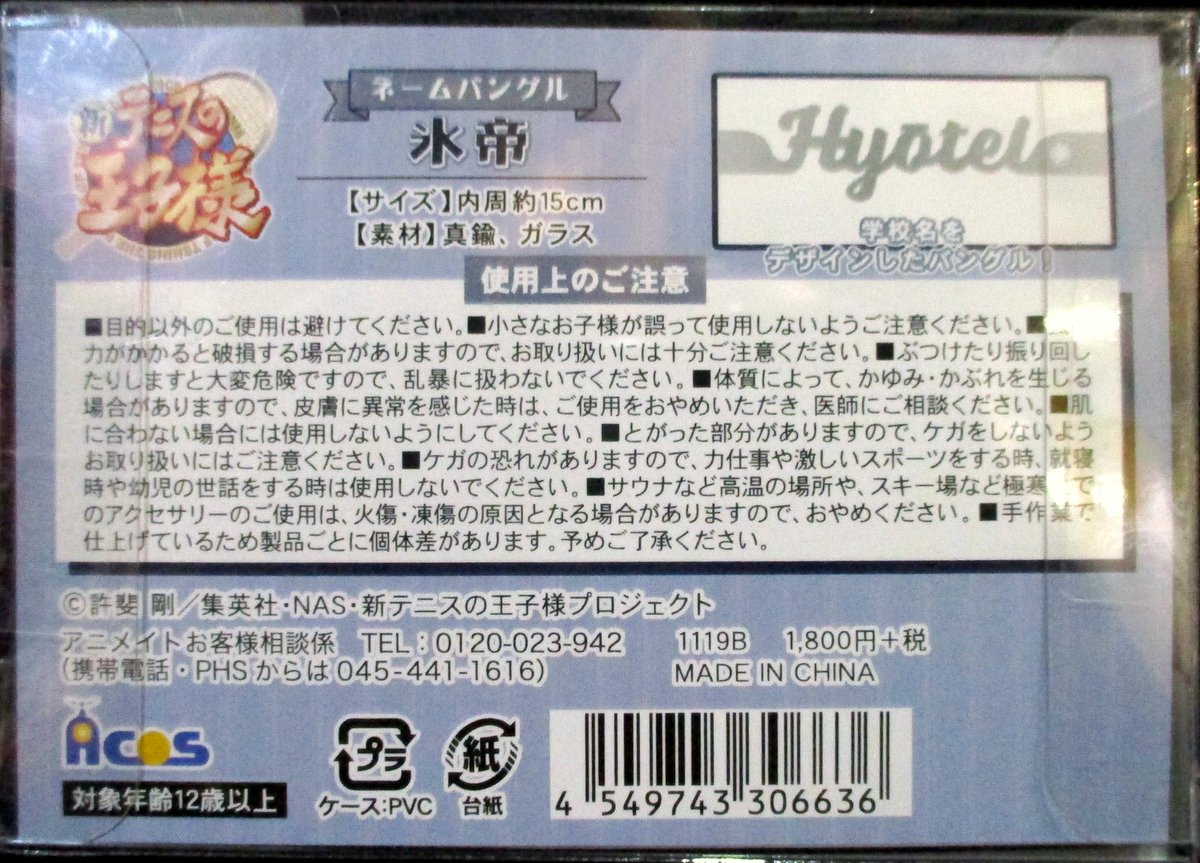 新テニスの
王子様
ネームバングル
氷帝
【サイズ】内周約15cm
【素材】真鍮、ガラス
Hyōtei
学校名を
デザインしたバングル!
使用上のご注意
■目的以外のご使用は避けてください。■小さなお子様が誤って使用しないようご注意ください。■
力がかかると破損する場合がありますので、お取り扱いには十分ご注意ください。■ぶつけたり振り回し
たりしますと大変危険ですので、乱暴に扱わないでください。■体質によって、かゆみ・かぶれを生じる
場合がありますので、皮膚に異常を感じた時は、ご使用をおやめいただき、医師にご相談ください。■肌
に合わない場合には使用しないようにしてください。■とがった部分がありますので、ケガをしないよう
お取り扱いにはご注意ください。■ケガの恐れがありますので、力仕事や激しいスポーツをする時、就寝
時や幼児の世話をする時は使用しないでください。■サウナなど高温の場所や、スキー場など極寒で
のアクセサリーのご使用は、火傷・凍傷の原因となる場合がありますので、おやめください。■手作業で
仕上げているため製品ごとに個体差があります。予めご了承ください。
©許斐 剛/集英社・NAS・新テニスの王子様プロジェクト
アニメイトお客様相談係 TEL:0120-023-942 1119B 1,800円+税
(携帯電話・PHSからは045-441-1616) MADE IN CHINA
ACOS
対象年齢12歳以上
プラ
ケース:PVC
紙
台紙
4 549743 306636